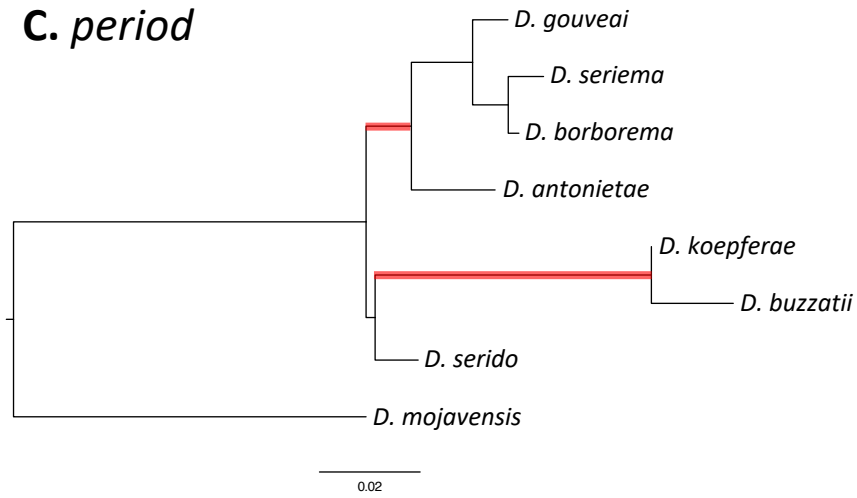 C. period
D. gouveai
D. seriema
D. borborema
D. antonietae
D. koepferae
D. buzzatii
D. serido
D. mojavensis
0.02